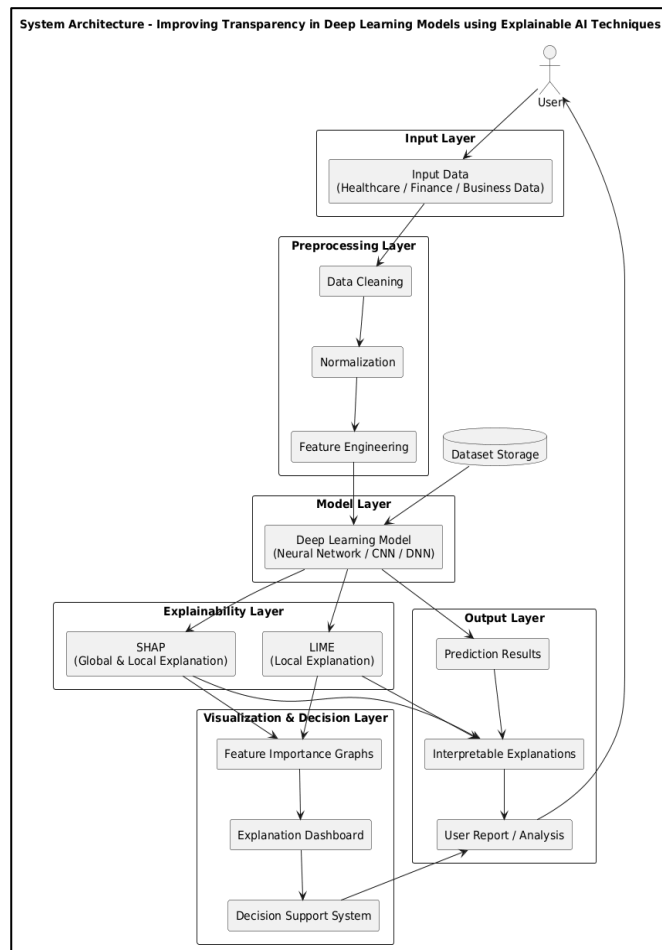 System Architecture - Improving Transparency in Deep Learning Models using Explainable AI Techniques
User
Input Layer
Input Data
(Healthcare / Finance / Business Data)
Preprocessing Layer
Data Cleaning
Normalization
Feature Engineering
Dataset Storage
Model Layer
Deep Learning Model
(Neural Network / CNN / DNN)
Explainability Layer
SHAP
(Global & Local Explanation)
LIME
(Local Explanation)
Output Layer
Prediction Results
Visualization & Decision Layer
Feature Importance Graphs
Interpretable Explanations
Explanation Dashboard
User Report / Analysis
Decision Support System